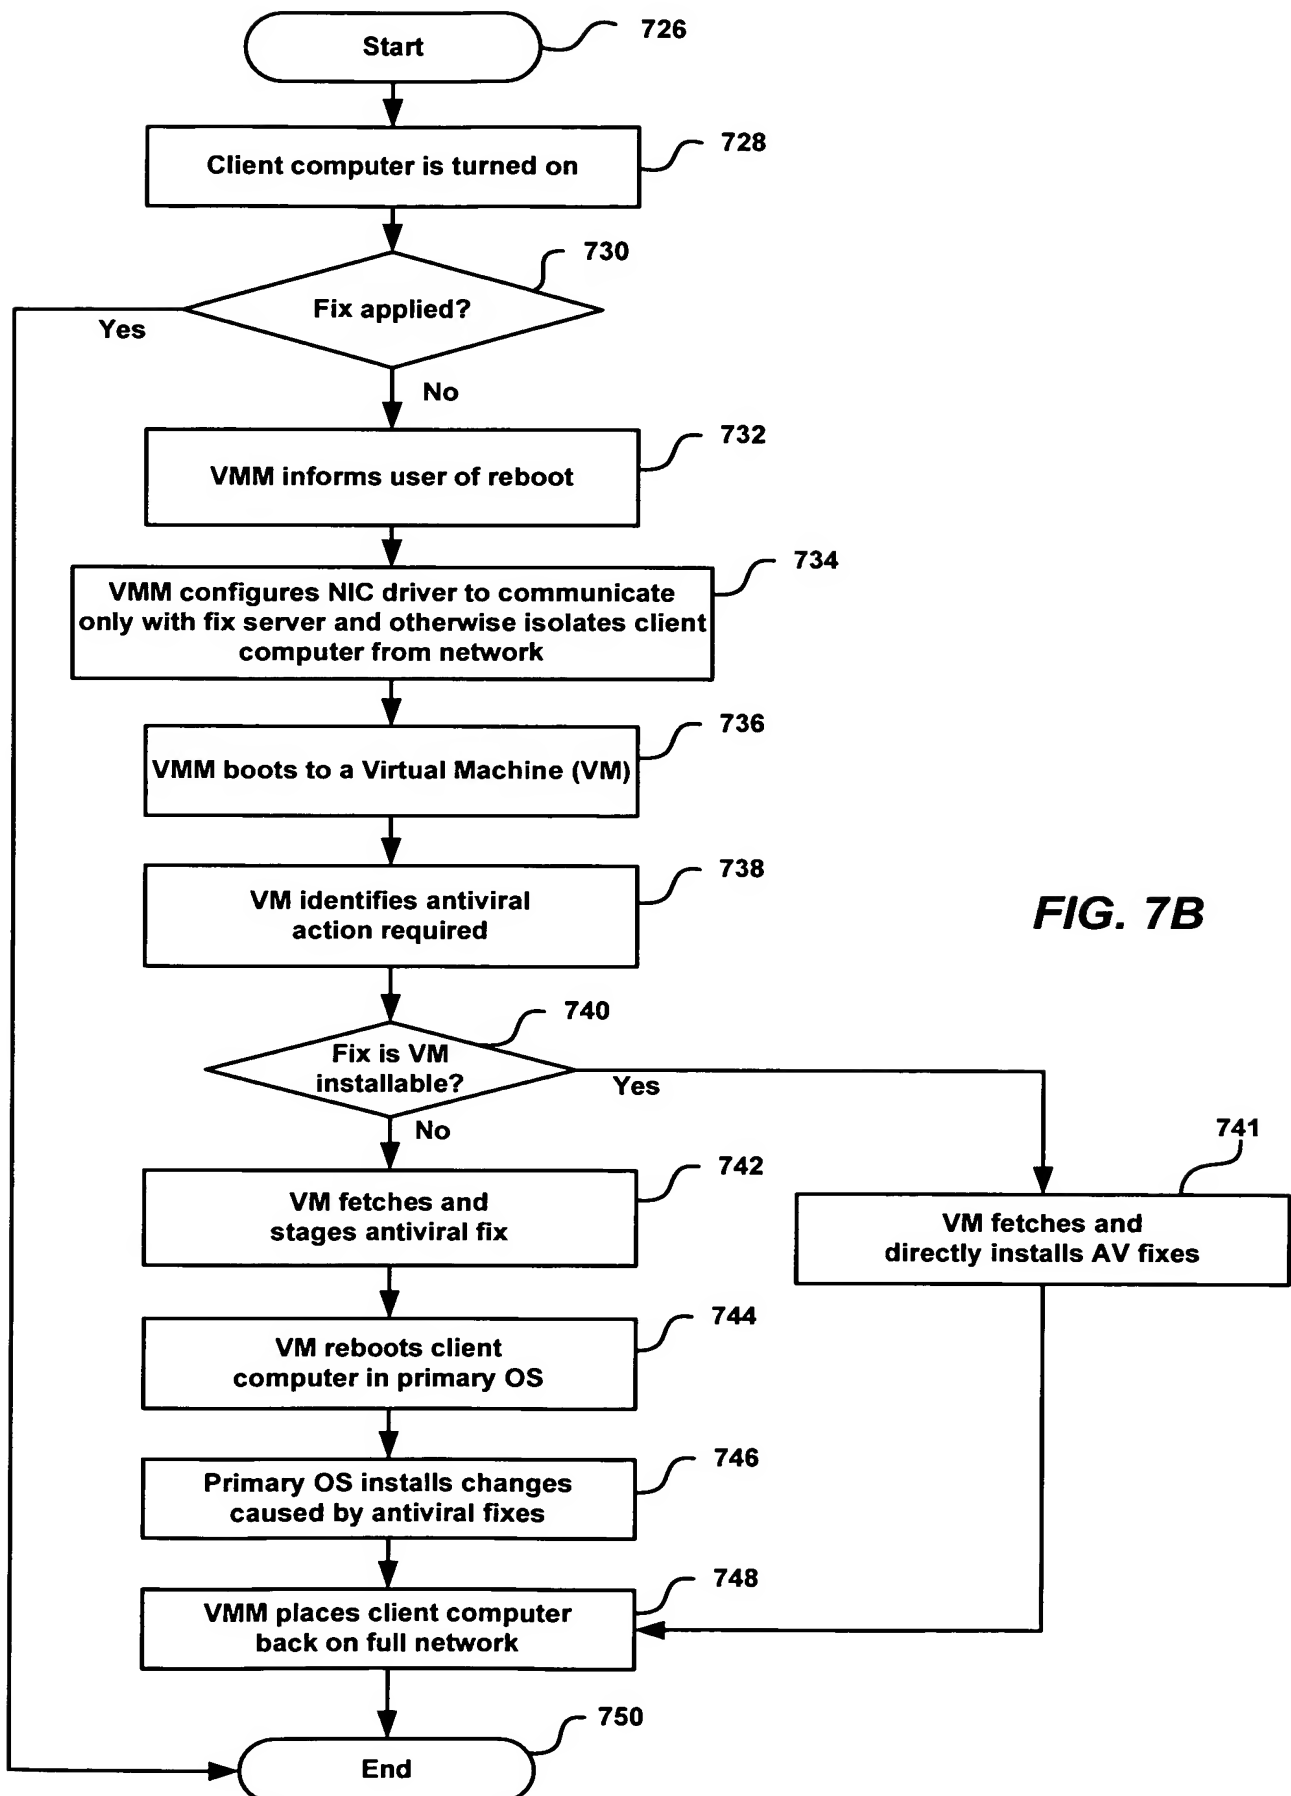 Start
726
Client computer is turned on
728
730
Fix applied?
Yes
No
VMM informs user of reboot
732
734
VMM configures NIC driver to communicate
only with fix server and otherwise isolates client
computer from network
736
VMM boots to a Virtual Machine (VM)
738
VM identifies antiviral
action required
FIG. 7B
740
Fix is VM
installable?
Yes
No
741
742
VM fetches and
stages antiviral fix
VM fetches and
directly installs AV fixes
744
VM reboots client
computer in primary OS
746
Primary OS installs changes
caused by antiviral fixes
748
VMM places client computer
back on full network
750
End